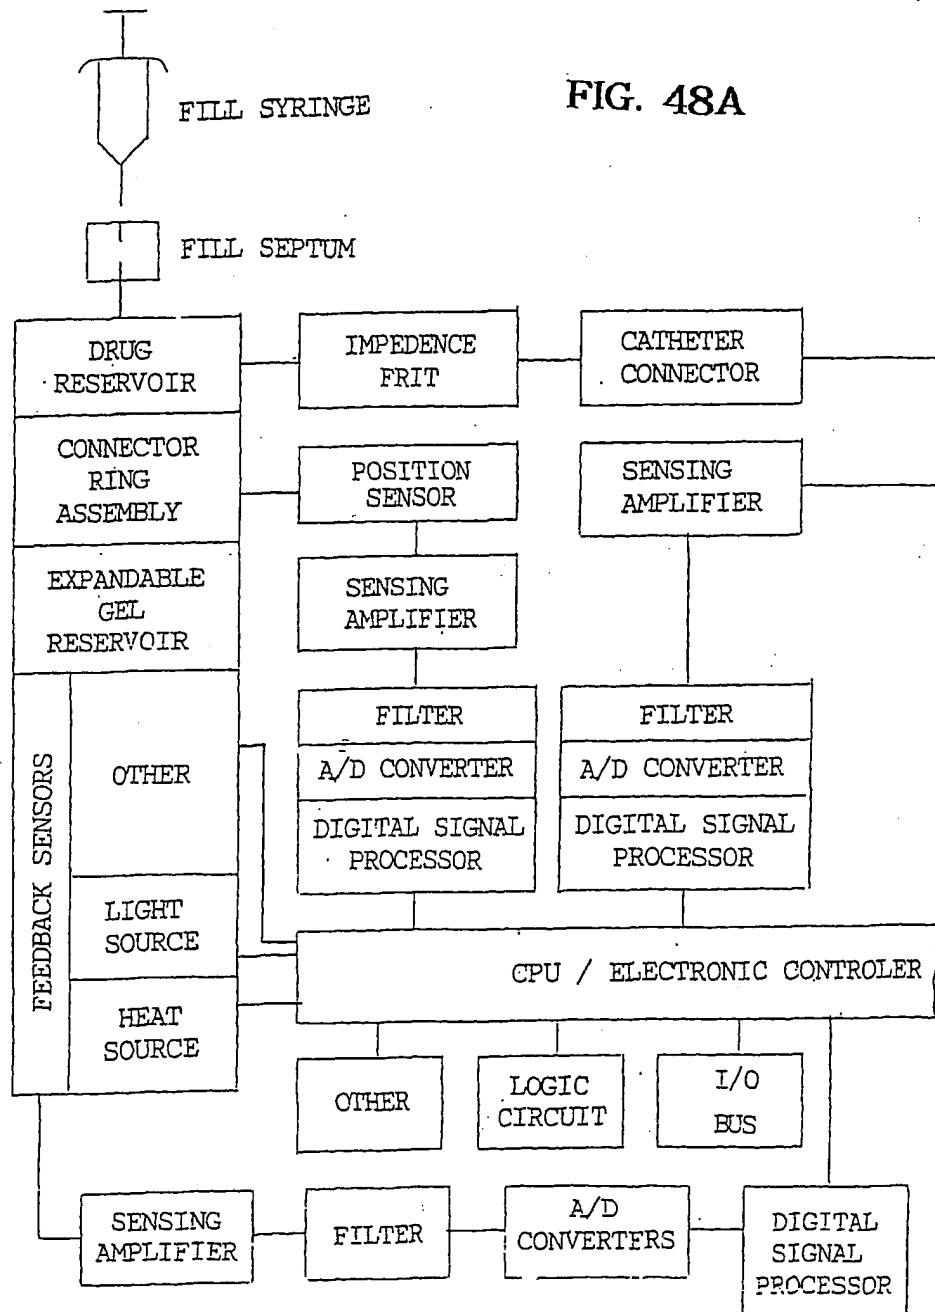 FIG. 48A
FILL SYRINGE
FILL SEPTUM
DRUG
RESERVOIR
IMPEDENCE
FRIT
CATHETER
CONNECTOR
CONNECTOR
RING
ASSEMBLY
POSITION
SENSOR
SENSING
AMPLIFIER
EXPANDABLE
GEL
RESERVOIR
SENSING
AMPLIFIER
FEEDBACK SENSORS
OTHER
LIGHT
SOURCE
HEAT
SOURCE
FILTER
A/D CONVERTER
DIGITAL SIGNAL
PROCESSOR
FILTER
A/D CONVERTER
DIGITAL SIGNAL
PROCESSOR
CPU / ELECTRONIC CONTROLER
OTHER
LOGIC
CIRCUIT
I/O
BUS
SENSING
AMPLIFIER
FILTER
A/D
CONVERTERS
DIGITAL
SIGNAL
PROCESSOR